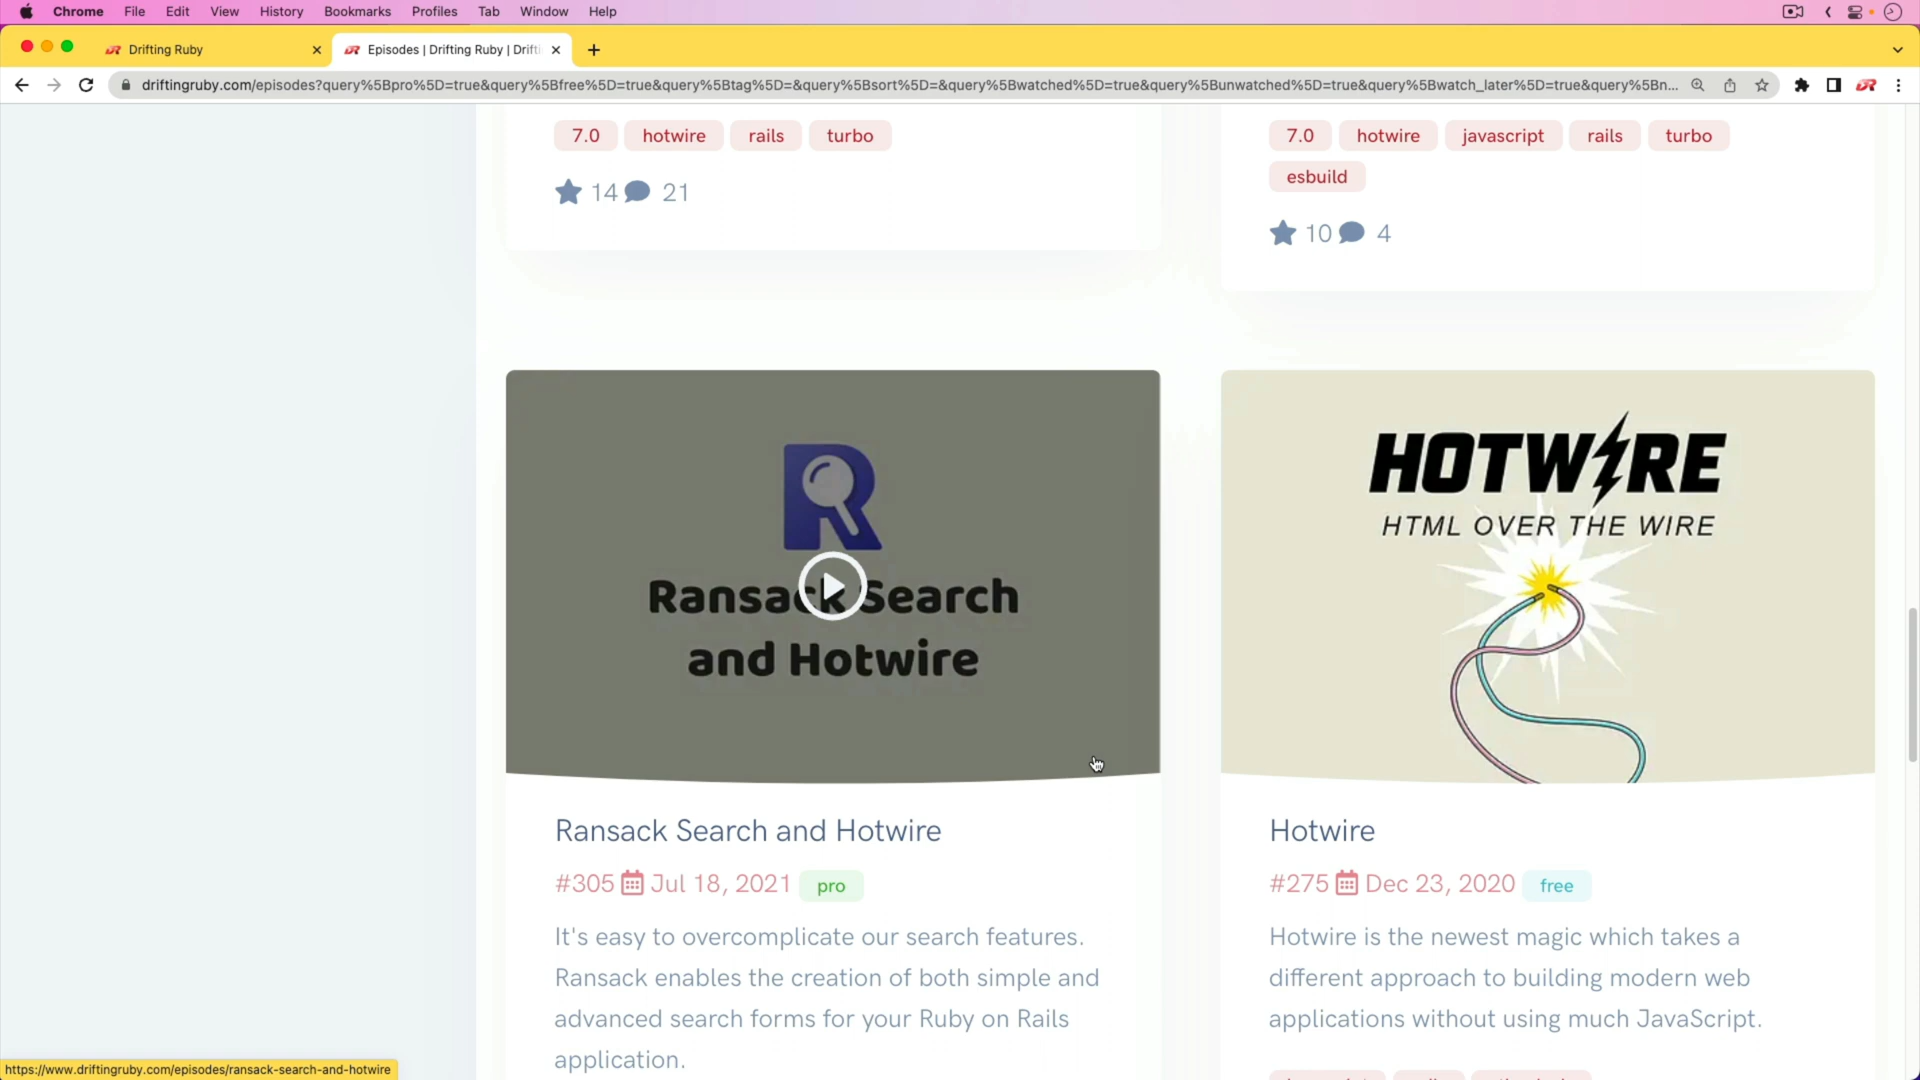 Chrome File Edit View History Bookmarks Profiles Tab Window Help
Drifting Ruby
Episodes | Drifting Ruby | Drifti
driftingruby.com/episodes?query%5Bpro%5D=true&query%5Bfree%5D=true&query%5Btag%5D=&query%5Bsort%5D=&query%5Bwatched%5D=true&query%5Bunwatched%5D=true&query%5Bwatch_later%5D=true&query%5Bn...
7.0 hotwire rails turbo
14 21
7.0 hotwire javascript rails turbo
esbuild
10 4
Ransack Search
and Hotwire
Ransack Search and Hotwire
#305 Jul 18, 2021 pro
It's easy to overcomplicate our search features.
Ransack enables the creation of both simple and
advanced search forms for your Ruby on Rails
application.
HOTWIRE
HTML OVER THE WIRE
Hotwire
#275 Dec 23, 2020 free
Hotwire is the newest magic which takes a
different approach to building modern web
applications without using much JavaScript.
https://www.driftingruby.com/episodes/ransack-search-and-hotwire